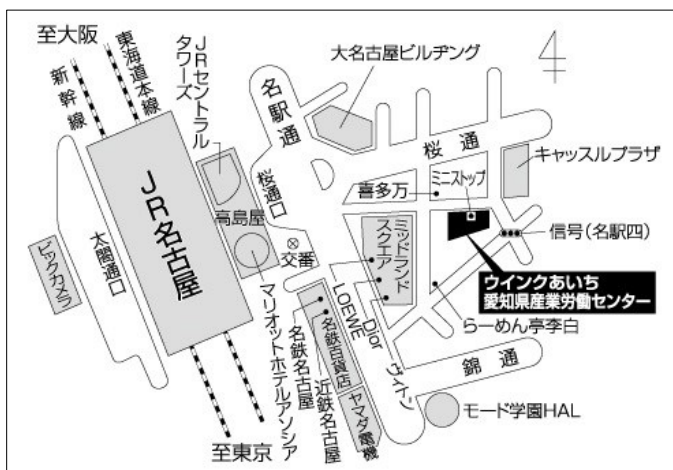 至大阪
新幹線
東海道本線
JRセントラル
タワーズ
名駅通
大名古屋ビルヂング
桜通
キャッスルプラザ
ミニストップ
喜多万
桜通口
JR名古屋
高島屋
交番
ミッドランド
スクエア
信号(名駅四)
ウインクあいち
愛知県産業労働センター
らーめん亭李白
太閤通口
ビックカメラ
マリオットホテルアソシア
名鉄名古屋
近鉄名古屋
名鉄百貨店
ヤマダ電機
LOEWE
Dior
ヴィトン
錦通
モード学園HAL
至東京